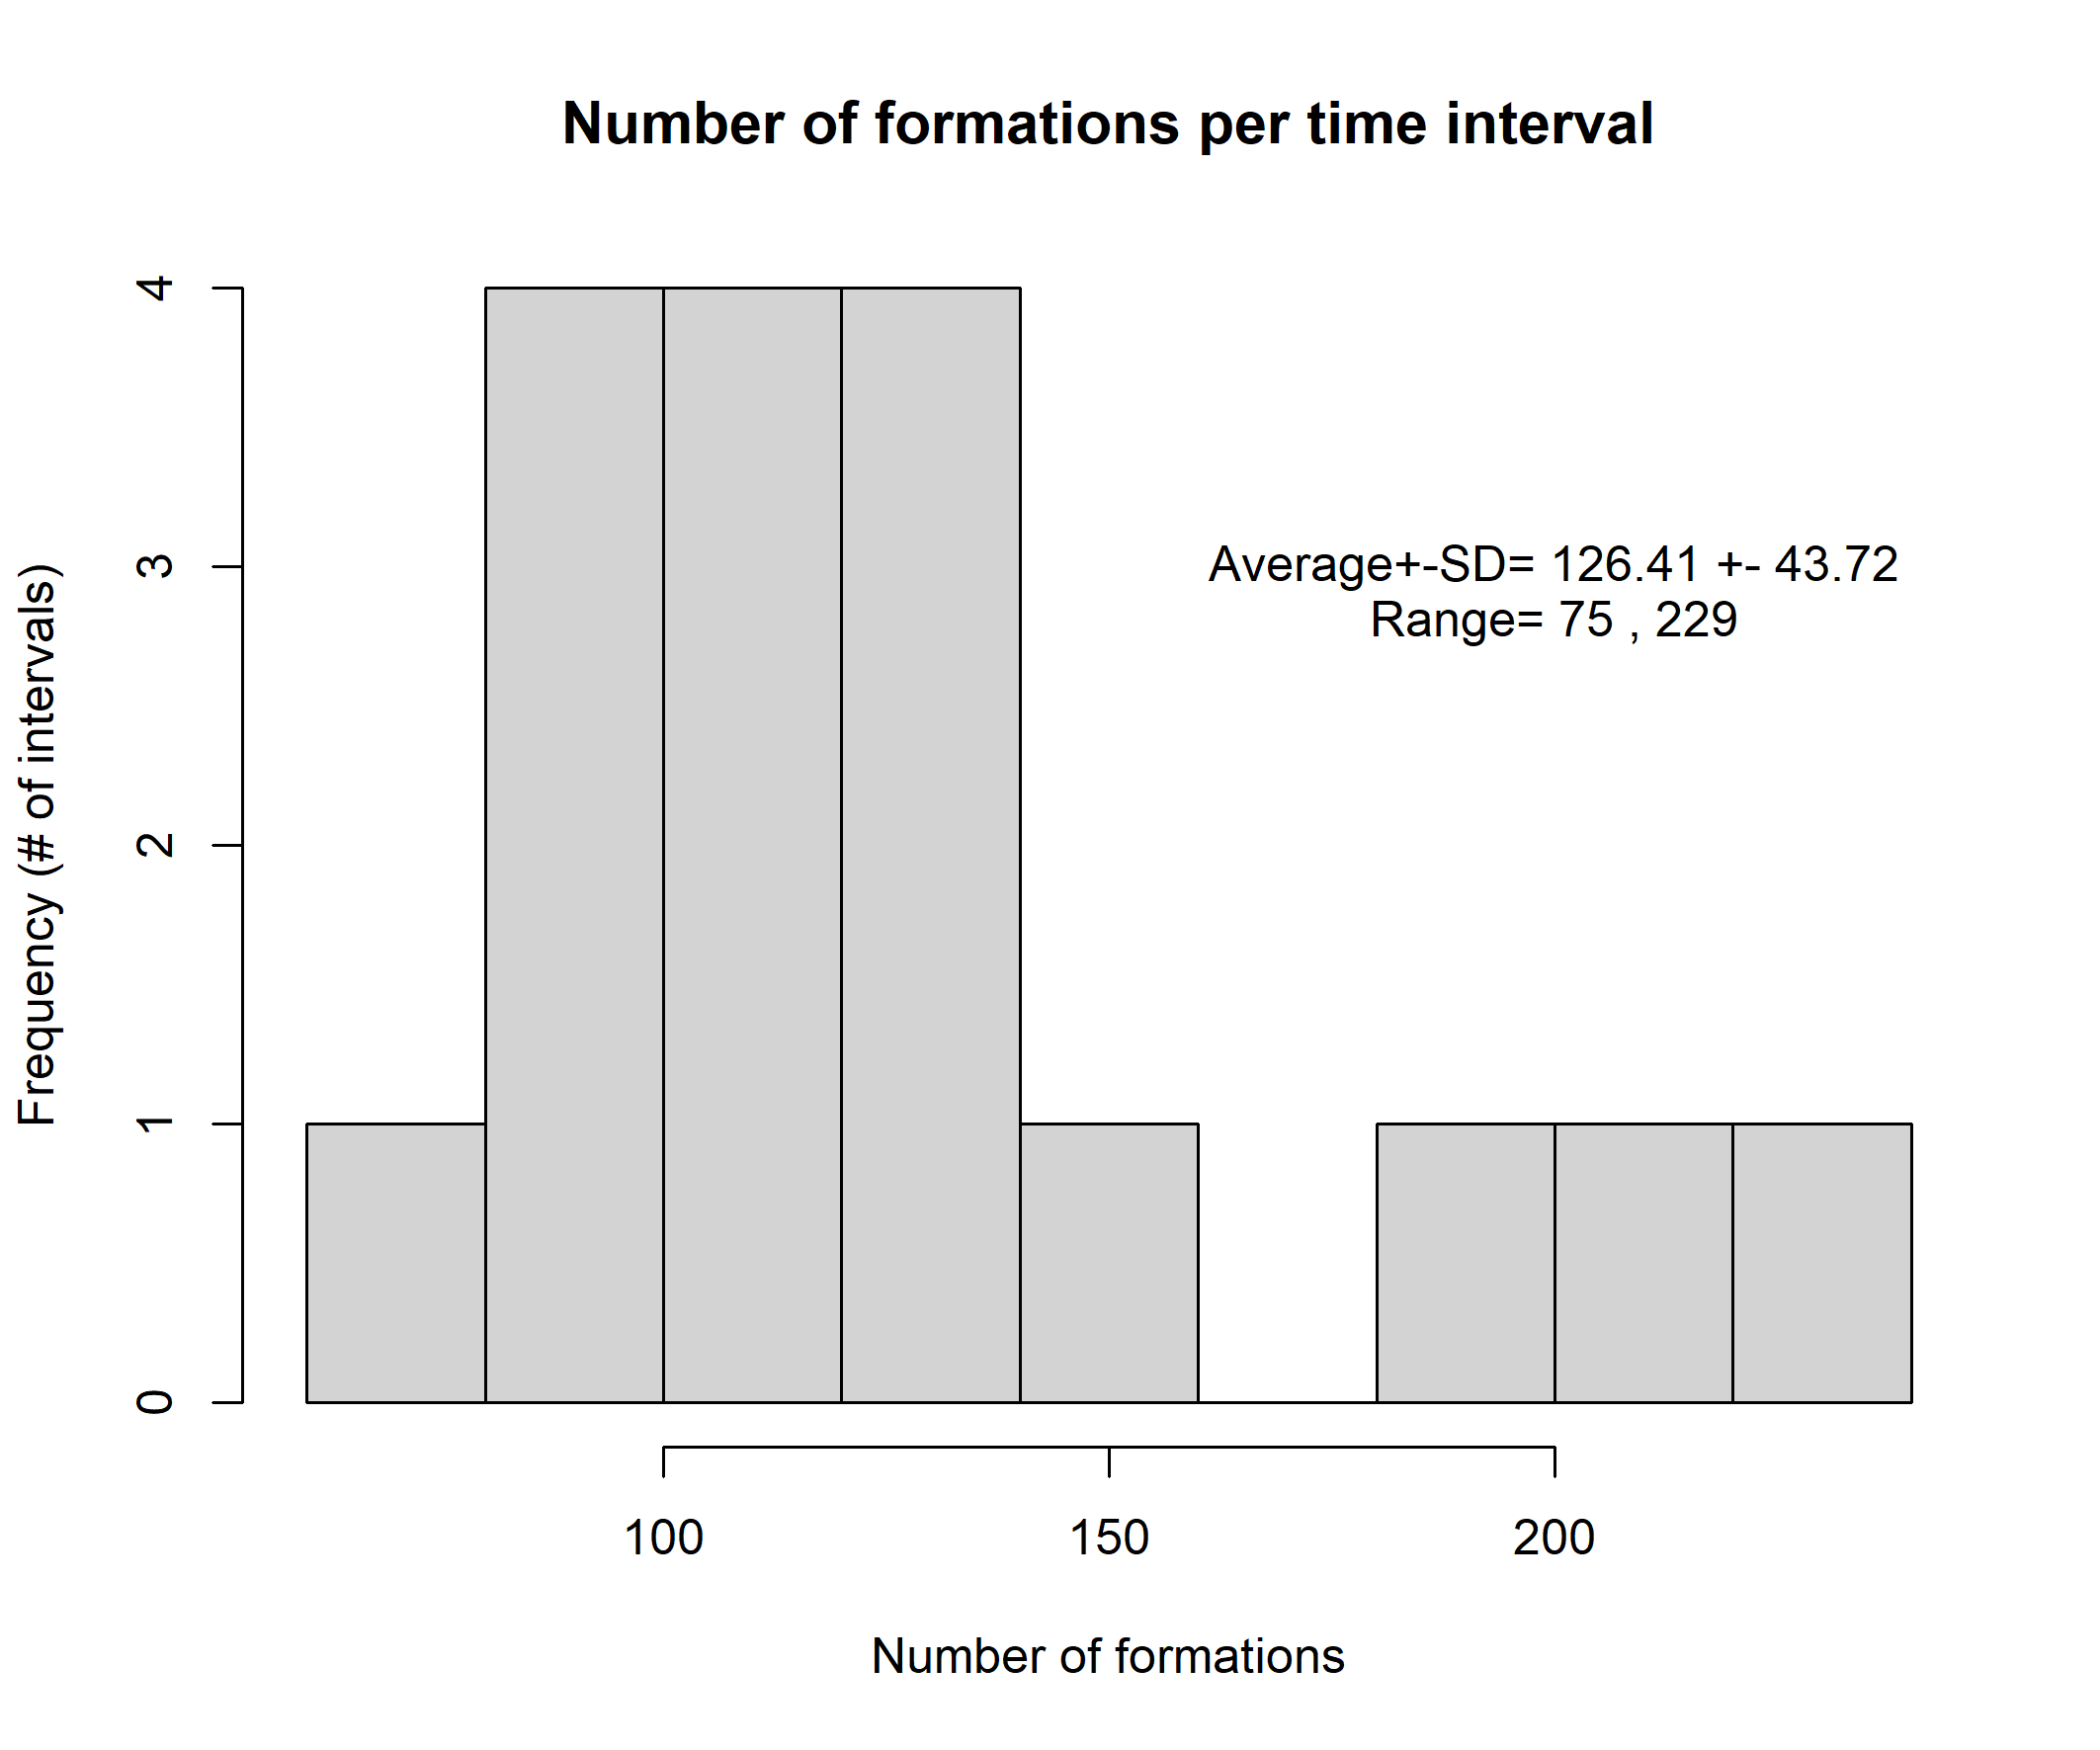 Number of formations per time interval
Frequency (# of intervals)
4
3
2
1
0
Average+-SD= 126.41 +- 43.72
Range= 75 , 229
100 150 200
Number of formations